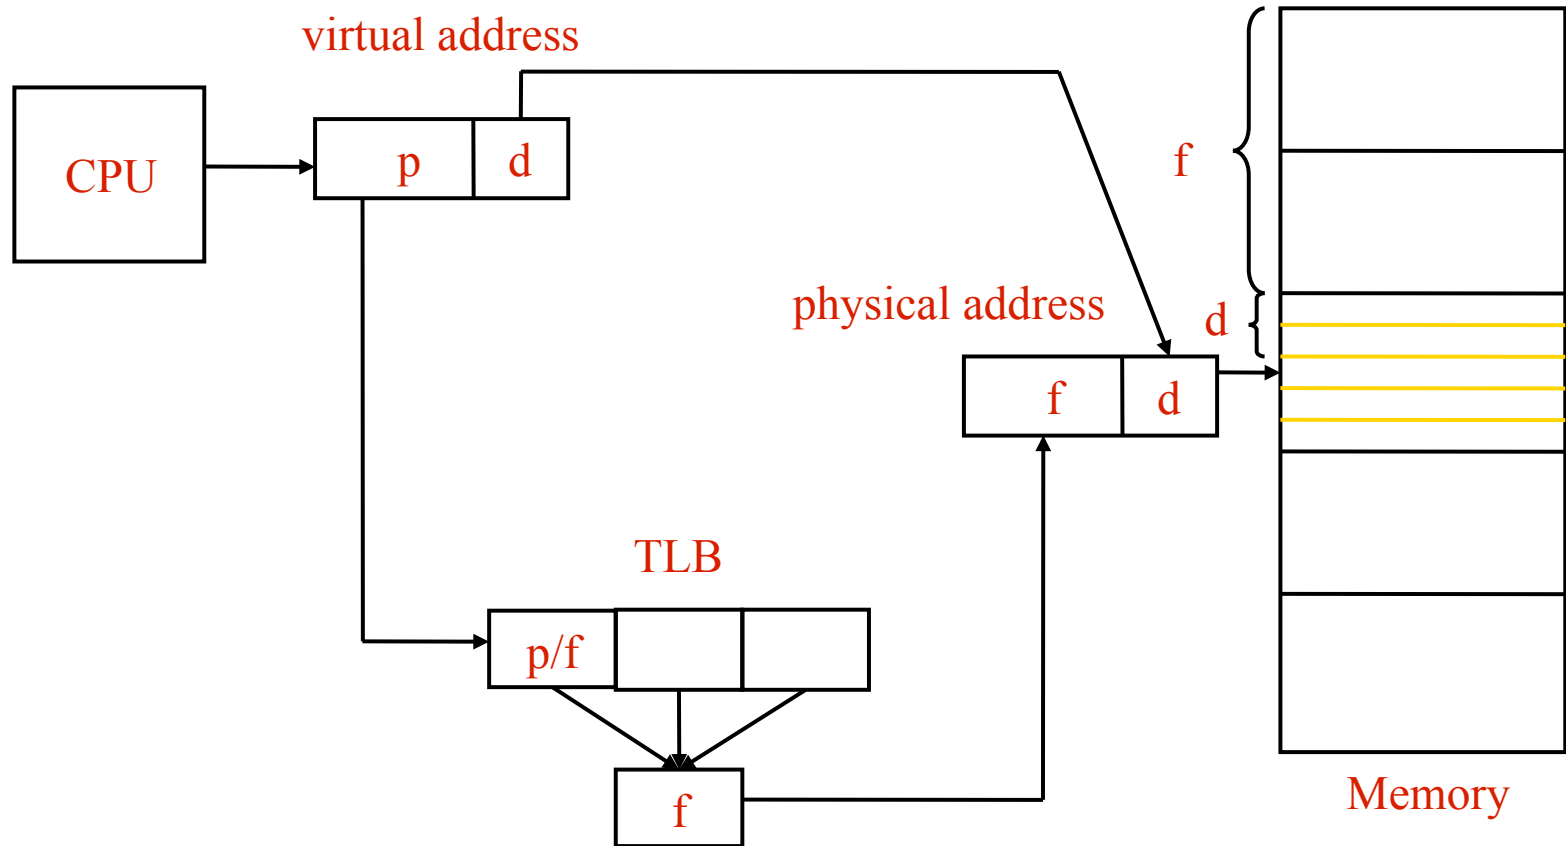 virtual address
CPU
p
d
f
physical address
d
f
d
TLB
p/f
f
Memory